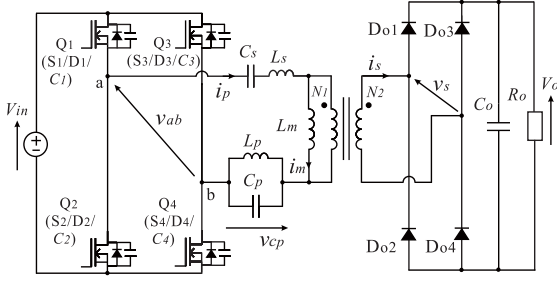 Q1
(S1/D1/
C1)
Q3
(S3/D3/C3)
Cs
Ls
Do1
Do3
a
ip
is
vs
Vin
vab
N1
N2
Lm
Co
Ro
Vo
Lp
im
Cp
b
Q2
(S2/D2/
C2)
Q4
(S4/D4/
C4)
vcp
Do2
Do4